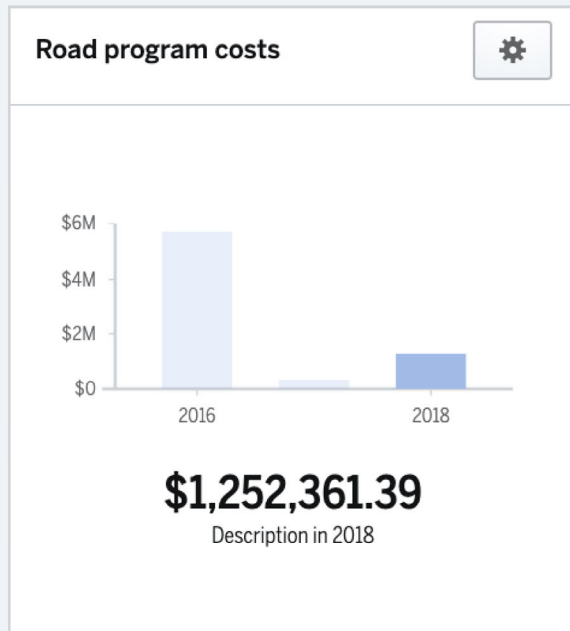 Road program costs
$6M
$4M
$2M
$0
2016
2018
$1,252,361.39
Description in 2018